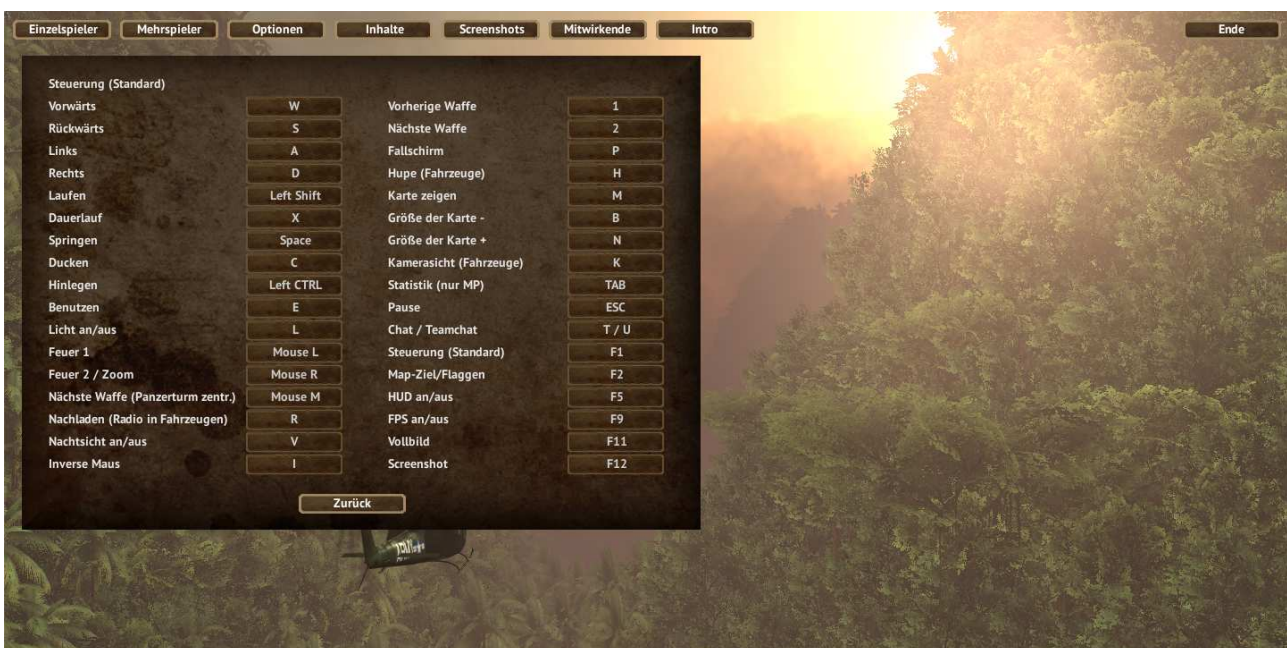 Einzelspieler Mehrspieler Optionen Inhalte Screenshots Mitwirkende Intro Ende
Steuerung (Standard)
Vorwärts W Vorherige Waffe 1
Rückwärts S Nächste Waffe 2
Links A Fallschirm P
Rechts D Hupe (Fahrzeuge) H
Laufen Left Shift Karte zeigen M
Dauerlauf X Größe der Karte - B
Springen Space Größe der Karte + N
Ducken C Kamerasicht (Fahrzeuge) K
Hinlegen Left CTRL Statistik (nur MP) TAB
Benutzen E Pause ESC
Licht an/aus L Chat / Teamchat T / U
Feuer 1 Mouse L Steuerung (Standard) F1
Feuer 2 / Zoom Mouse R Map-Ziel/Flaggen F2
Nächste Waffe (Panzerturm zentr.) Mouse M HUD an/aus F5
Nachladen (Radio in Fahrzeugen) R FPS an/aus F9
Nachtsicht an/aus V Vollbild F11
Inverse Maus I Screenshot F12
Zurück